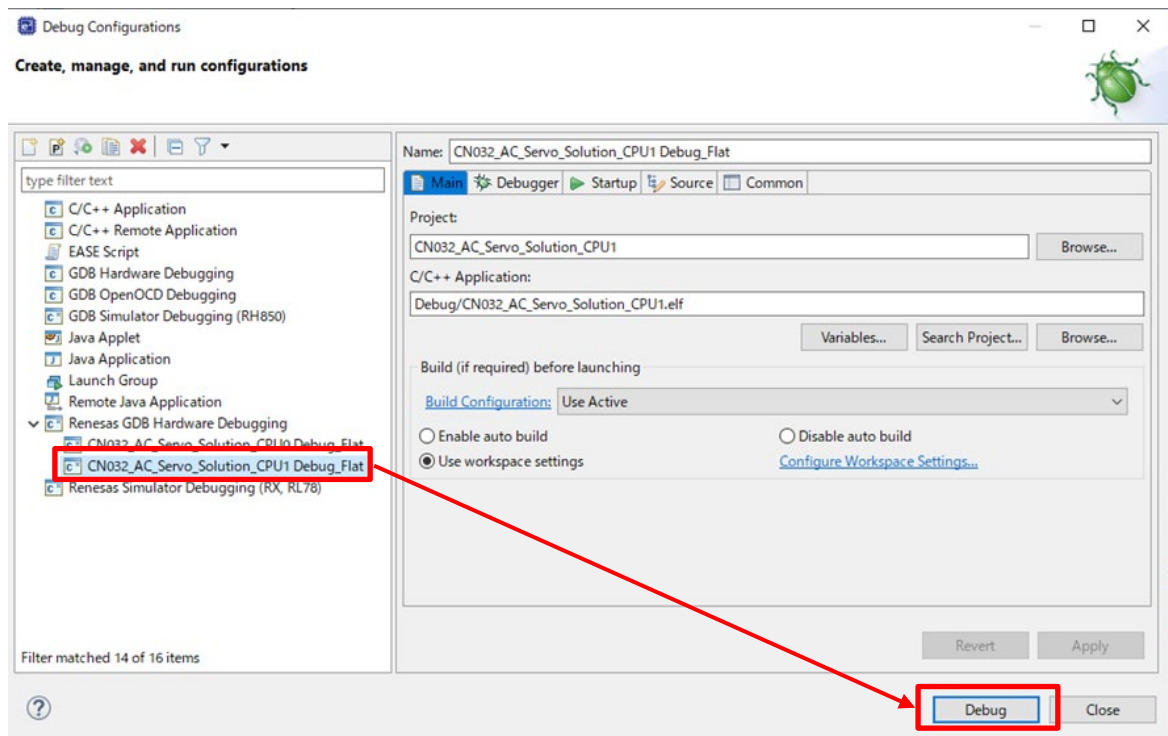 Debug Configurations
Create, manage, and run configurations
type filter text
C/C++ Application
C/C++ Remote Application
EASE Script
GDB Hardware Debugging
GDB OpenOCD Debugging
GDB Simulator Debugging (RH850)
Java Applet
Java Application
Launch Group
Remote Java Application
Renesas GDB Hardware Debugging
CN032_AC_Servo_Solution_CPU0 Debug_Flat
CN032_AC_Servo_Solution_CPU1 Debug_Flat
Renesas Simulator Debugging (RX, RL78)
Filter matched 14 of 16 items
Name: CN032_AC_Servo_Solution_CPU1 Debug_Flat
Main Debugger Startup Source Common
Project:
CN032_AC_Servo_Solution_CPU1 Browse...
C/C++ Application:
Debug/CN032_AC_Servo_Solution_CPU1.elf
Variables... Search Project... Browse...
Build (if required) before launching
Build Configuration: Use Active
Enable auto build Disable auto build
Use workspace settings Configure Workspace Settings...
Revert Apply
Debug Close